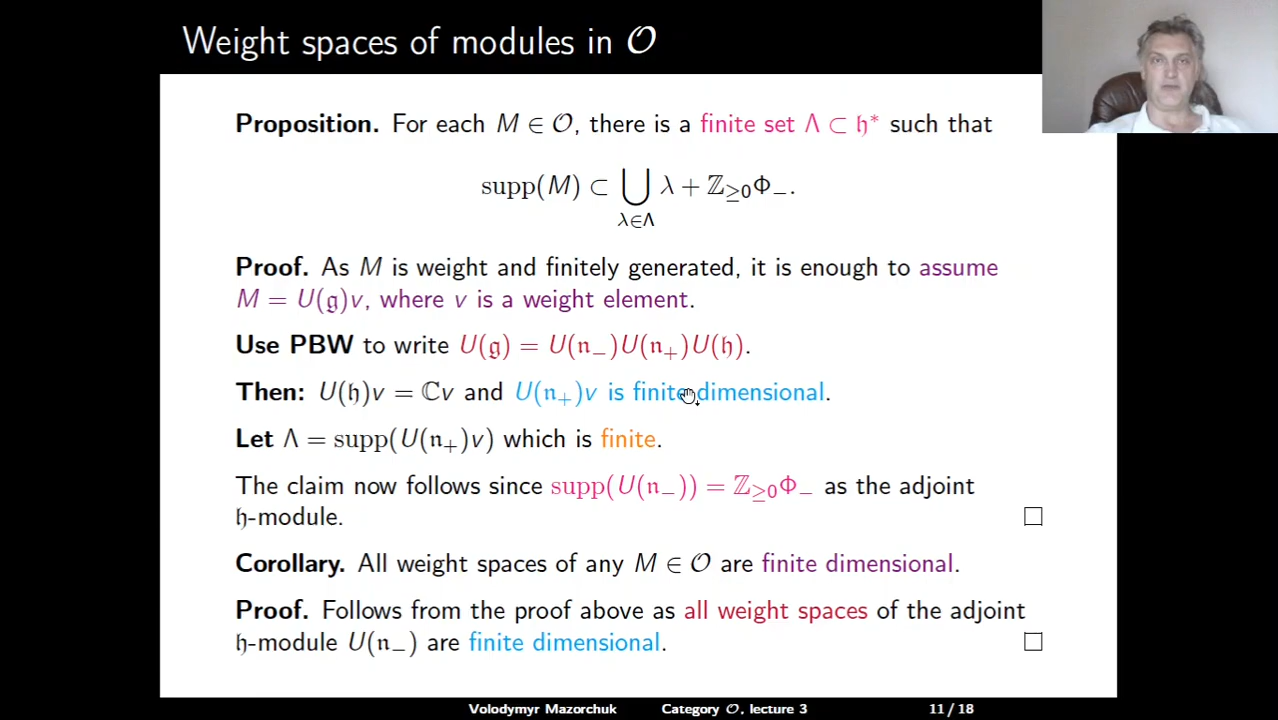 Weight spaces of modules in 𝒪
Proposition. For each M ∈ 𝒪, there is a finite set Λ ⊂ 𝔥* such that
supp(M) ⊂ ⋃ λ + ℤ≥0Φ₋.
λ∈Λ
Proof. As M is weight and finitely generated, it is enough to assume
M = U(𝔤)v, where v is a weight element.
Use PBW to write U(𝔤) = U(𝔫₋)U(𝔫₊)U(𝔥).
Then: U(𝔥)v = ℂv and U(𝔫₊)v is finite dimensional.
Let Λ = supp(U(𝔫₊)v) which is finite.
The claim now follows since supp(U(𝔫₋)) = ℤ≥0Φ₋ as the adjoint
𝔥-module. □
Corollary. All weight spaces of any M ∈ 𝒪 are finite dimensional.
Proof. Follows from the proof above as all weight spaces of the adjoint
𝔥-module U(𝔫₋) are finite dimensional. □
Volodymyr Mazorchuk Category 𝒪, lecture 3 11 / 18